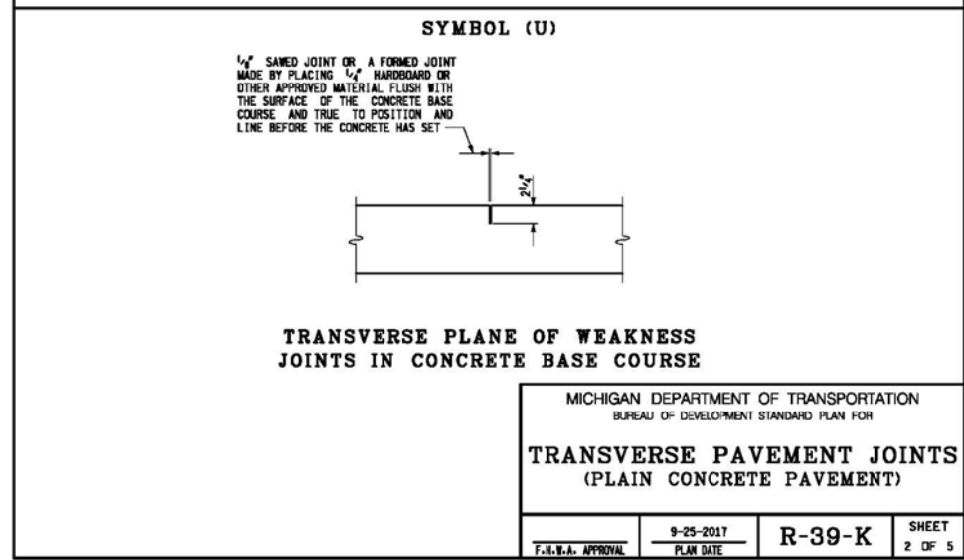 SYMBOL (U)
1/8" SAWED JOINT OR A FORMED JOINT
MADE BY PLACING 1/4" HARDBOARD OR
OTHER APPROVED MATERIAL FLUSH WITH
THE SURFACE OF THE CONCRETE BASE
COURSE AND TRUE TO POSITION AND
LINE BEFORE THE CONCRETE HAS SET
2 1/4"
TRANSVERSE PLANE OF WEAKNESS
JOINTS IN CONCRETE BASE COURSE
MICHIGAN DEPARTMENT OF TRANSPORTATION
BUREAU OF DEVELOPMENT STANDARD PLAN FOR
TRANSVERSE PAVEMENT JOINTS
(PLAIN CONCRETE PAVEMENT)
F.H.W.A. APPROVAL
9-25-2017
PLAN DATE
R-39-K
SHEET
2 OF 5